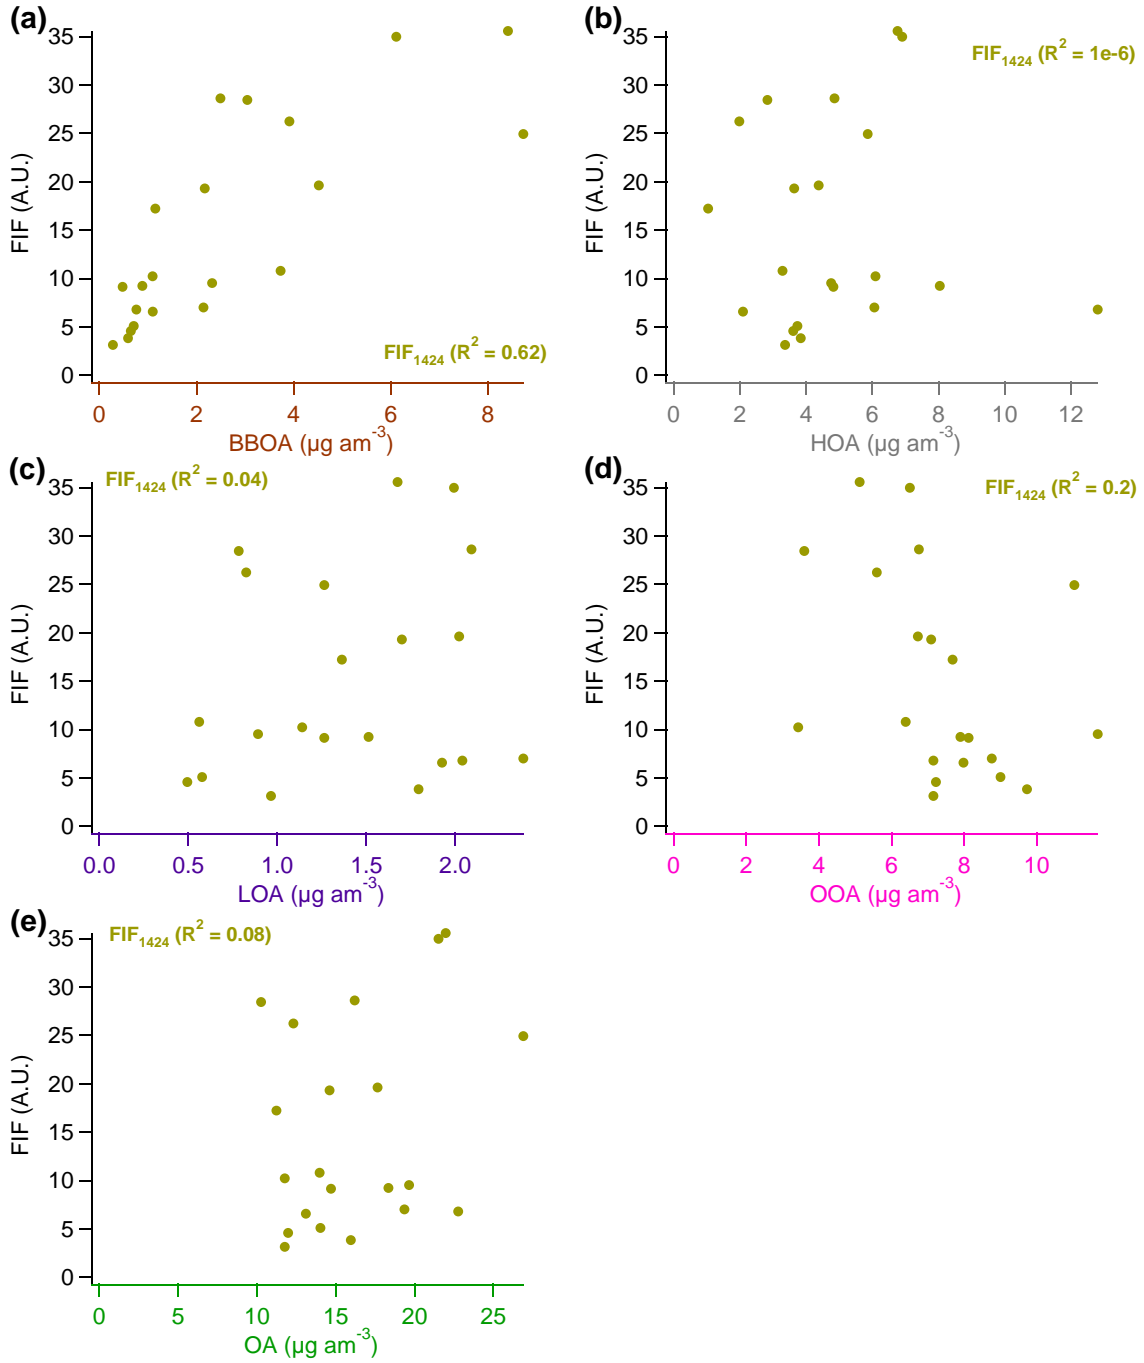 (a)
35
30
25
20
15
10
5
0
FIF (A.U.)
FIF₁₄₂₄ (R² = 0.62)
0 2 4 6 8
BBOA (µg am⁻³)
(b)
35
30
25
20
15
10
5
0
FIF (A.U.)
FIF₁₄₂₄ (R² = 1e-6)
0 2 4 6 8 10 12
HOA (µg am⁻³)
(c)
35
30
25
20
15
10
5
0
FIF (A.U.)
FIF₁₄₂₄ (R² = 0.04)
0.0 0.5 1.0 1.5 2.0
LOA (µg am⁻³)
(d)
35
30
25
20
15
10
5
0
FIF (A.U.)
FIF₁₄₂₄ (R² = 0.2)
0 2 4 6 8 10
OOA (µg am⁻³)
(e)
35
30
25
20
15
10
5
0
FIF (A.U.)
FIF₁₄₂₄ (R² = 0.08)
0 5 10 15 20 25
OA (µg am⁻³)